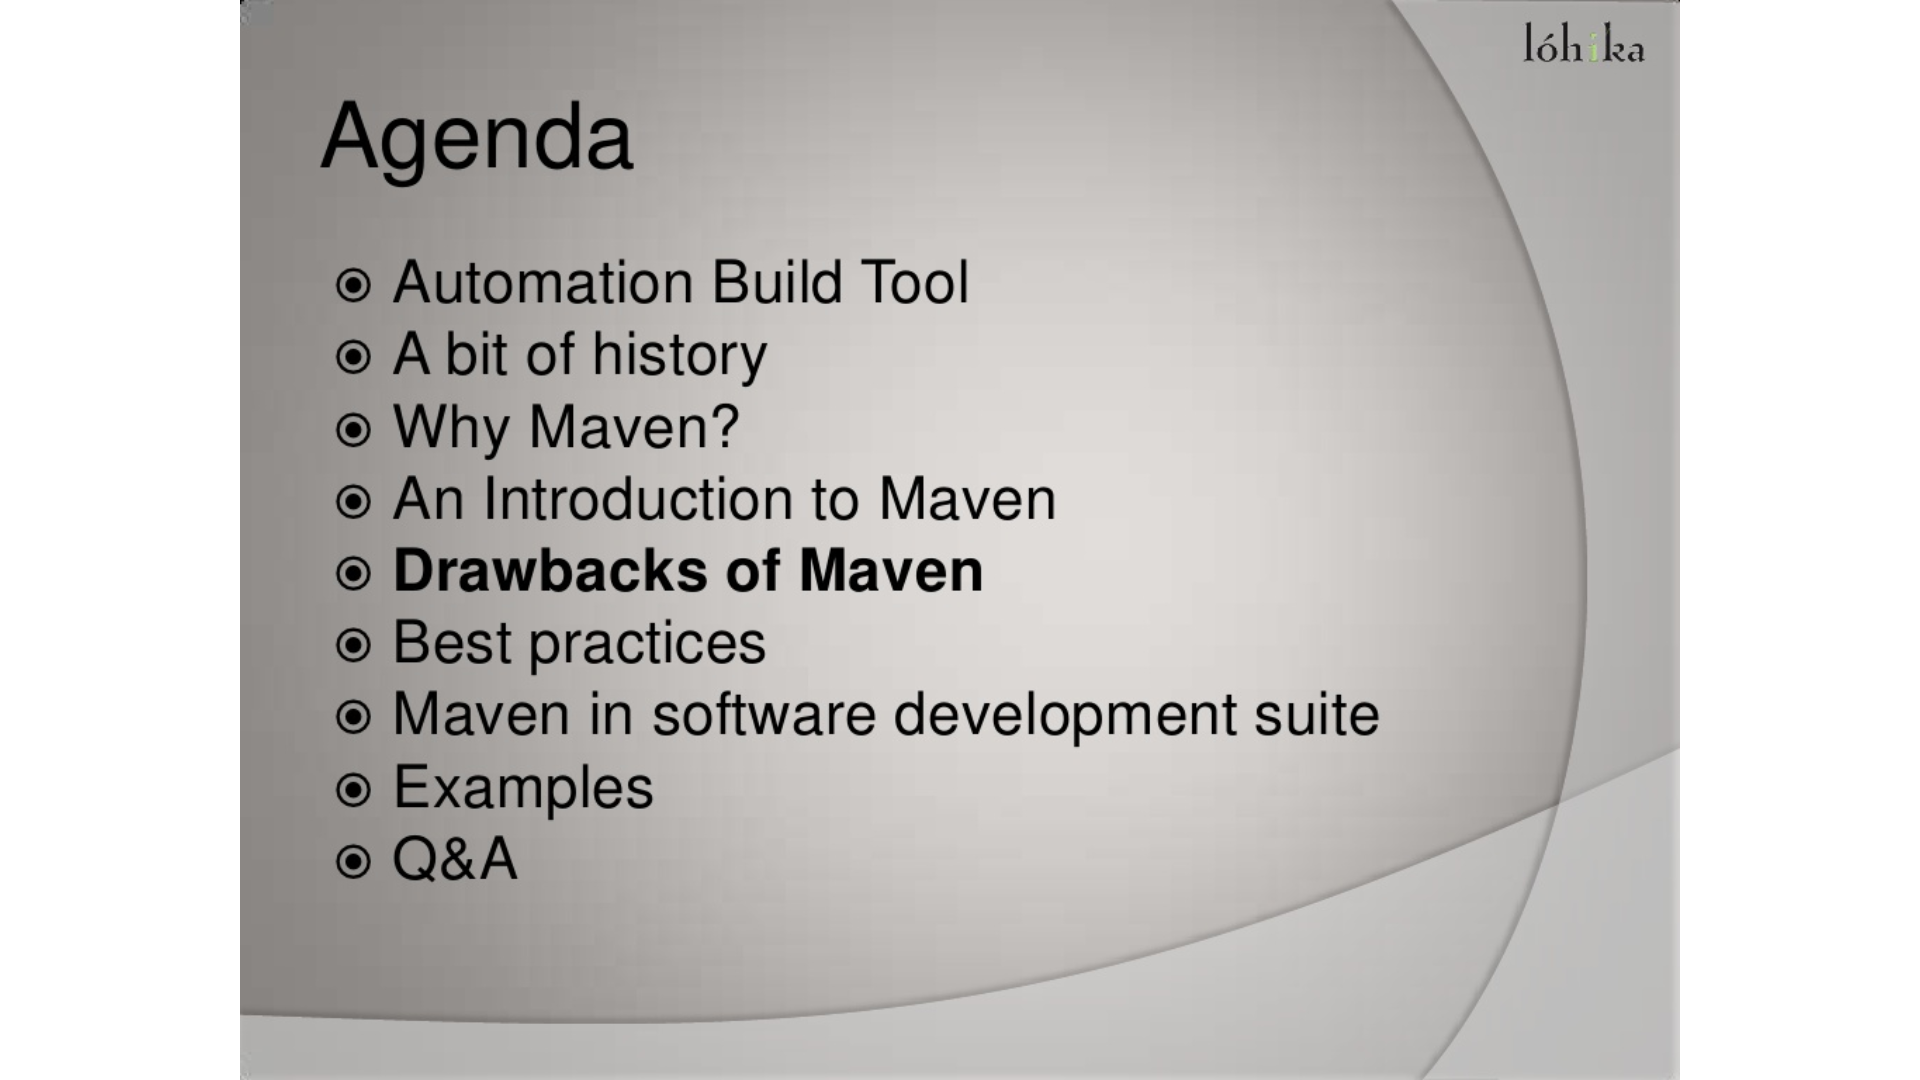 lóhika
Agenda
Automation Build Tool
A bit of history
Why Maven?
An Introduction to Maven
Drawbacks of Maven
Best practices
Maven in software development suite
Examples
Q&A